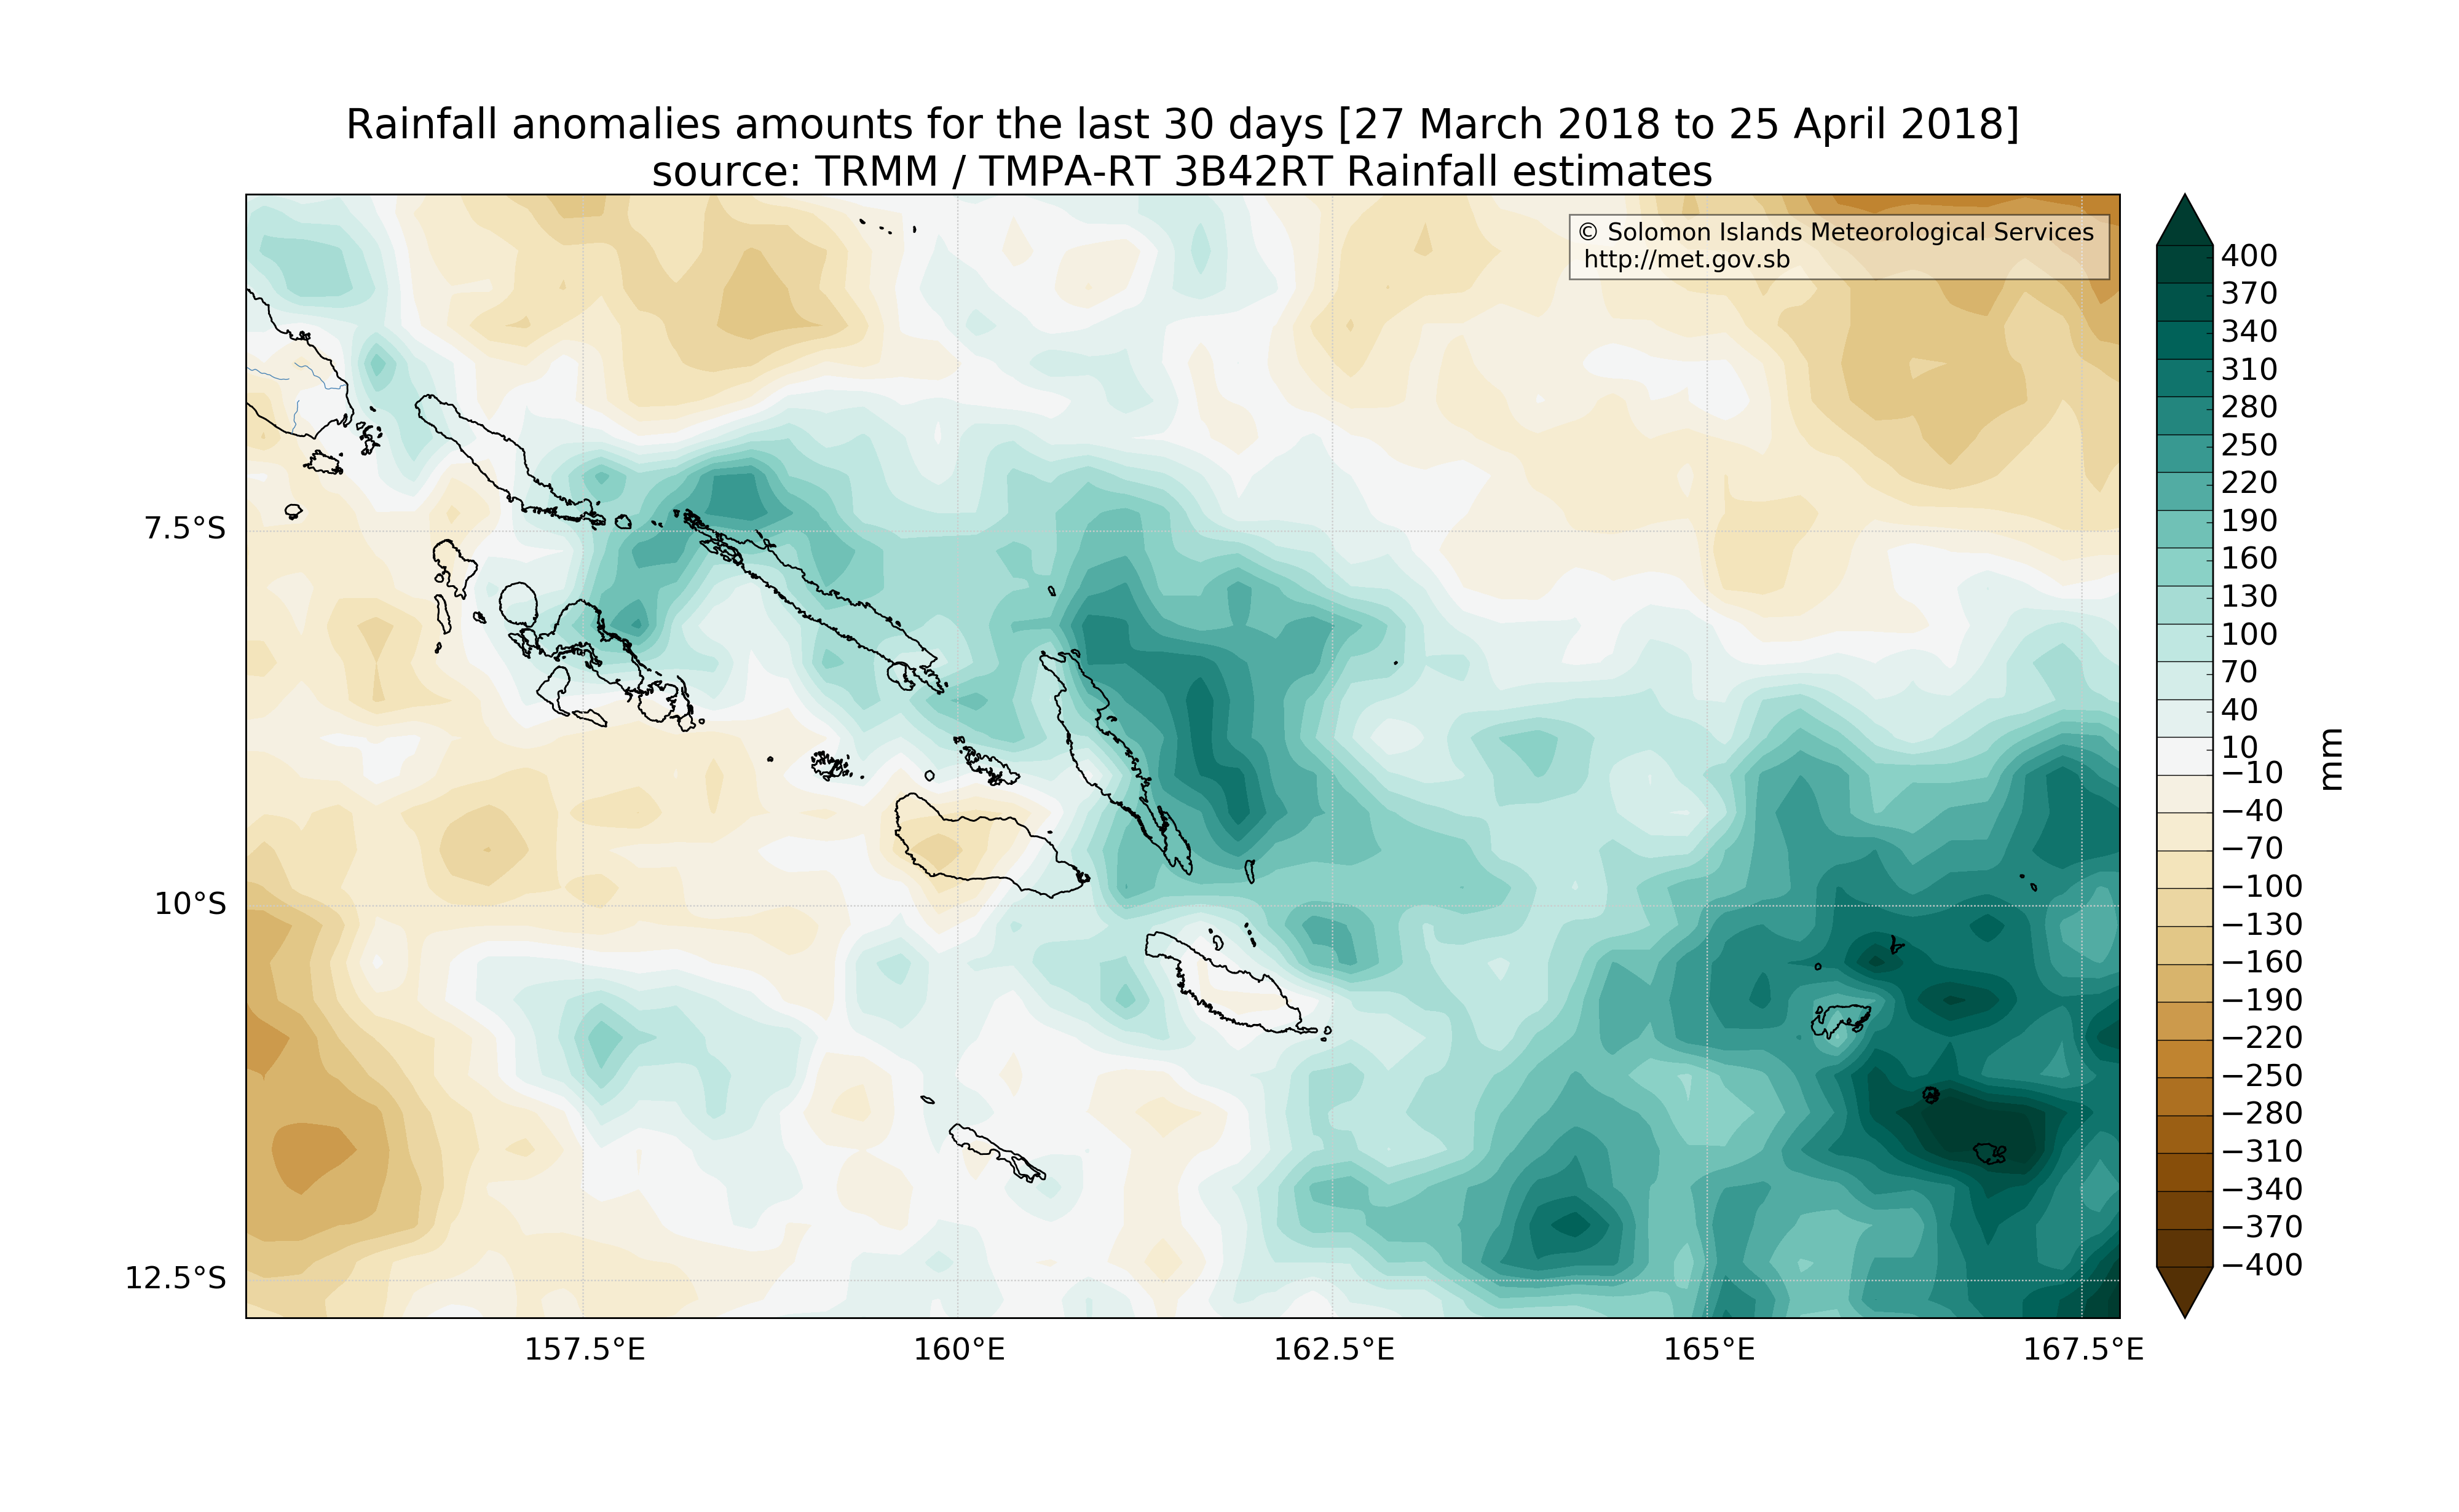 Rainfall anomalies amounts for the last 30 days [27 March 2018 to 25 April 2018]
source: TRMM / TMPA-RT 3B42RT Rainfall estimates
© Solomon Islands Meteorological Services
http://met.gov.sb
7.5°S
10°S
12.5°S
157.5°E
160°E
162.5°E
165°E
167.5°E
400
370
340
310
280
250
220
190
160
130
100
70
40
10
−10
−40
−70
−100
−130
−160
−190
−220
−250
−280
−310
−340
−370
−400
mm